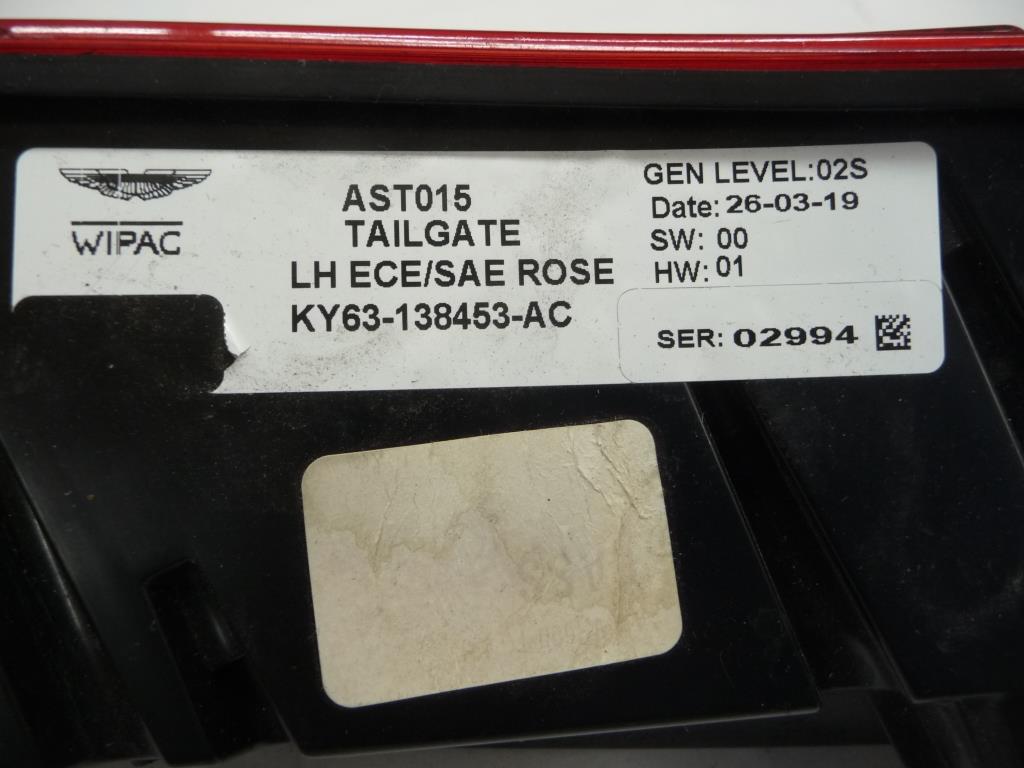 WIPAC
AST015
TAILGATE
LH ECE/SAE ROSE
KY63-138453-AC
GEN LEVEL:02S
Date: 26-03-19
SW: 00
HW: 01
SER: 02994